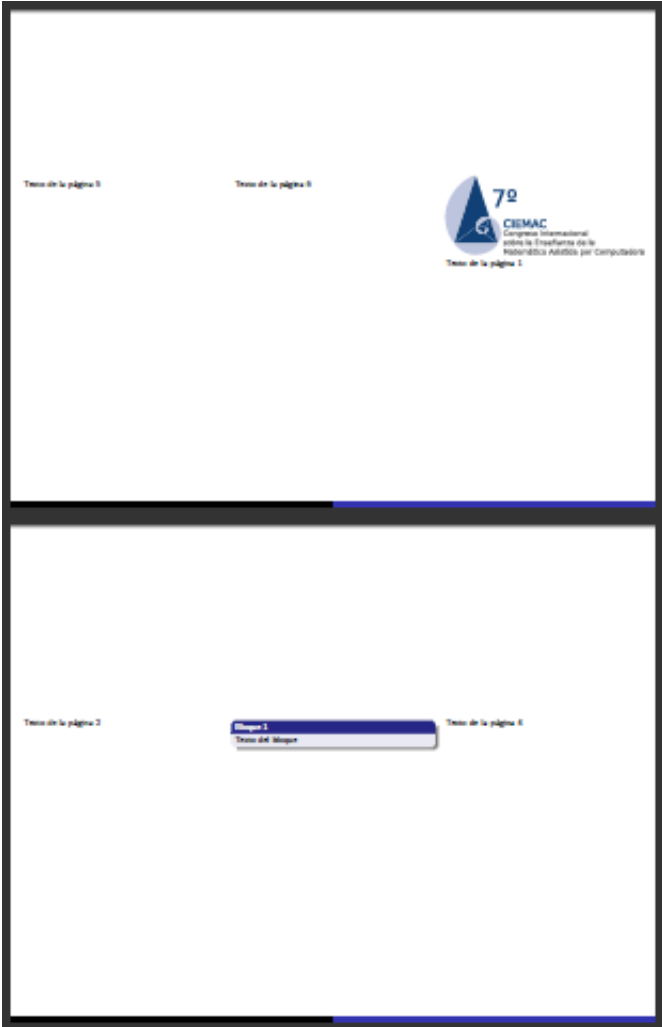 Texto de la página 5
Texto de la página 6
7º
CIEMAC
Congreso Internacional
sobre la Enseñanza de la
Matemática Asistida por Computadora
Texto de la página 1
Texto de la página 2
Bloque 1
Texto del bloque
Texto de la página 4